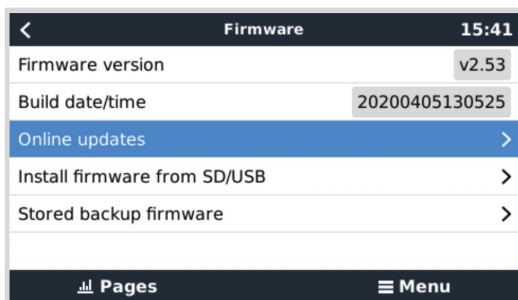 Firmware 15:41
Firmware version v2.53
Build date/time 20200405130525
Online updates
Install firmware from SD/USB
Stored backup firmware
Pages Menu